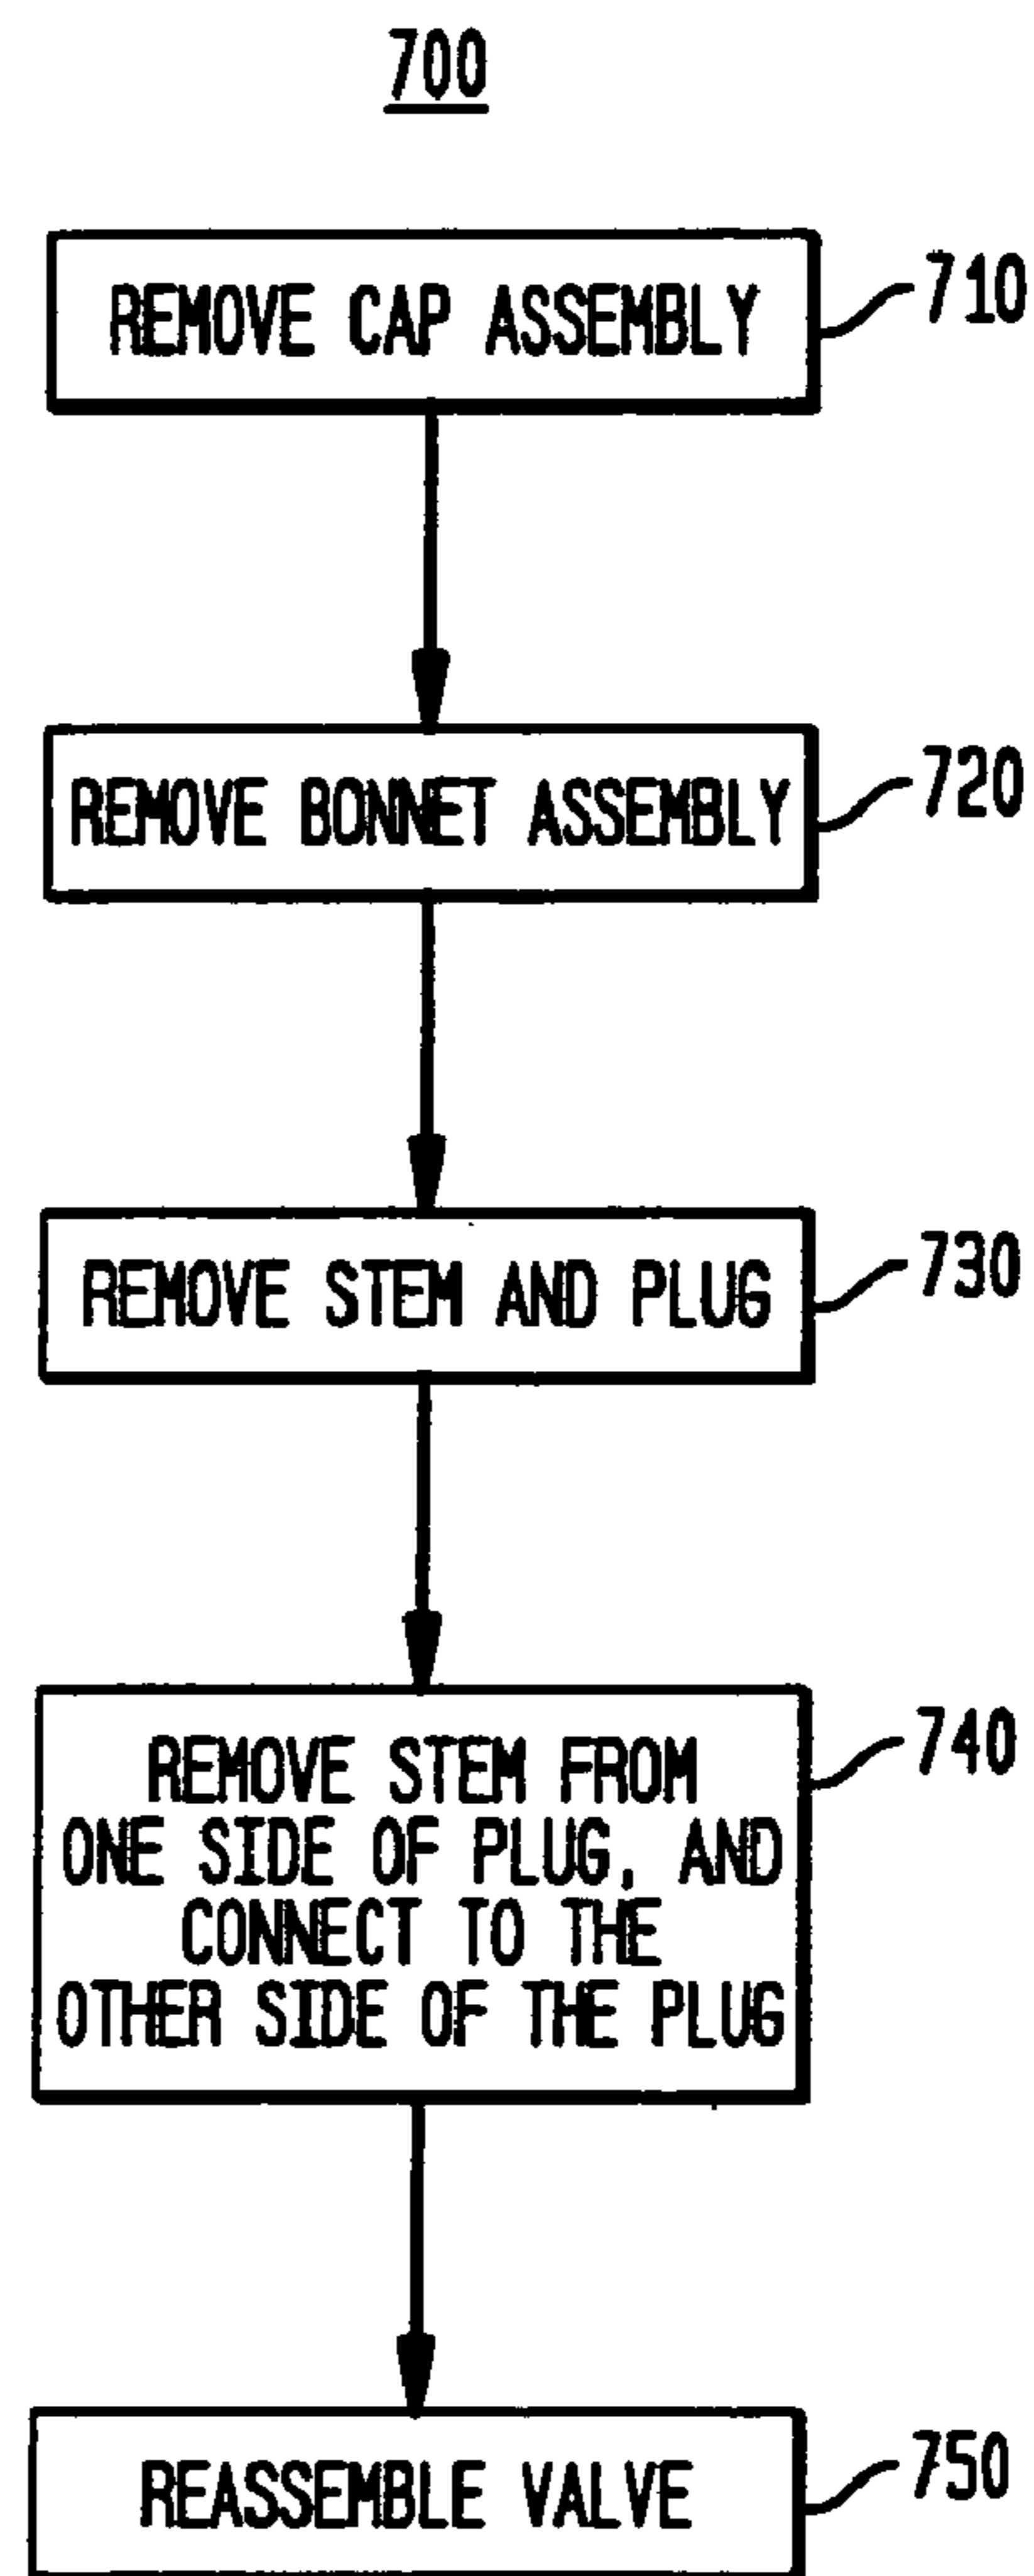 700
REMOVE CAP ASSEMBLY
710
REMOVE BONNET ASSEMBLY
720
REMOVE STEM AND PLUG
730
REMOVE STEM FROM
ONE SIDE OF PLUG, AND
CONNECT TO THE
OTHER SIDE OF THE PLUG
740
REASSEMBLE VALVE
750